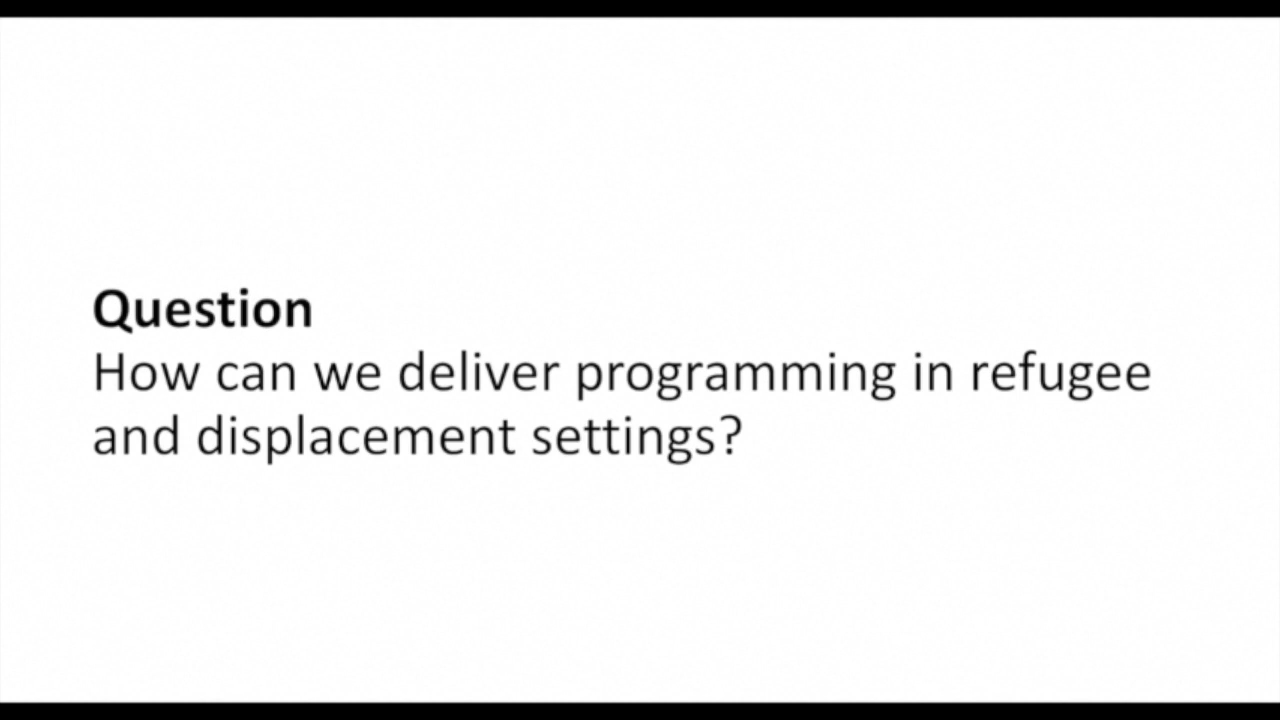 Question
How can we deliver programming in refugee
and displacement settings?